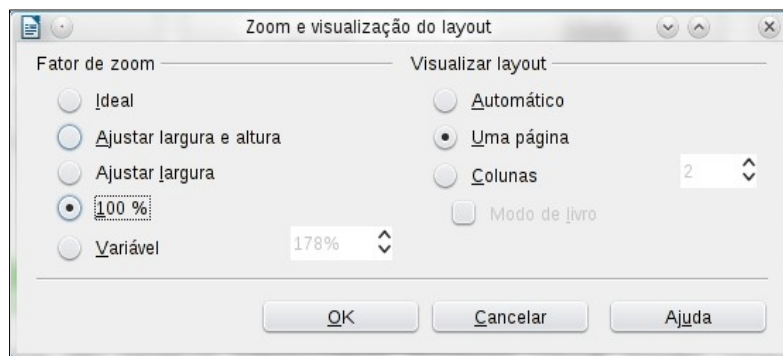 Zoom e visualização do layout
Fator de zoom
Ideal
Ajustar largura e altura
Ajustar largura
100 %
Variável
178%
Visualizar layout
Automático
Uma página
Colunas
2
Modo de livro
OK
Cancelar
Ajuda